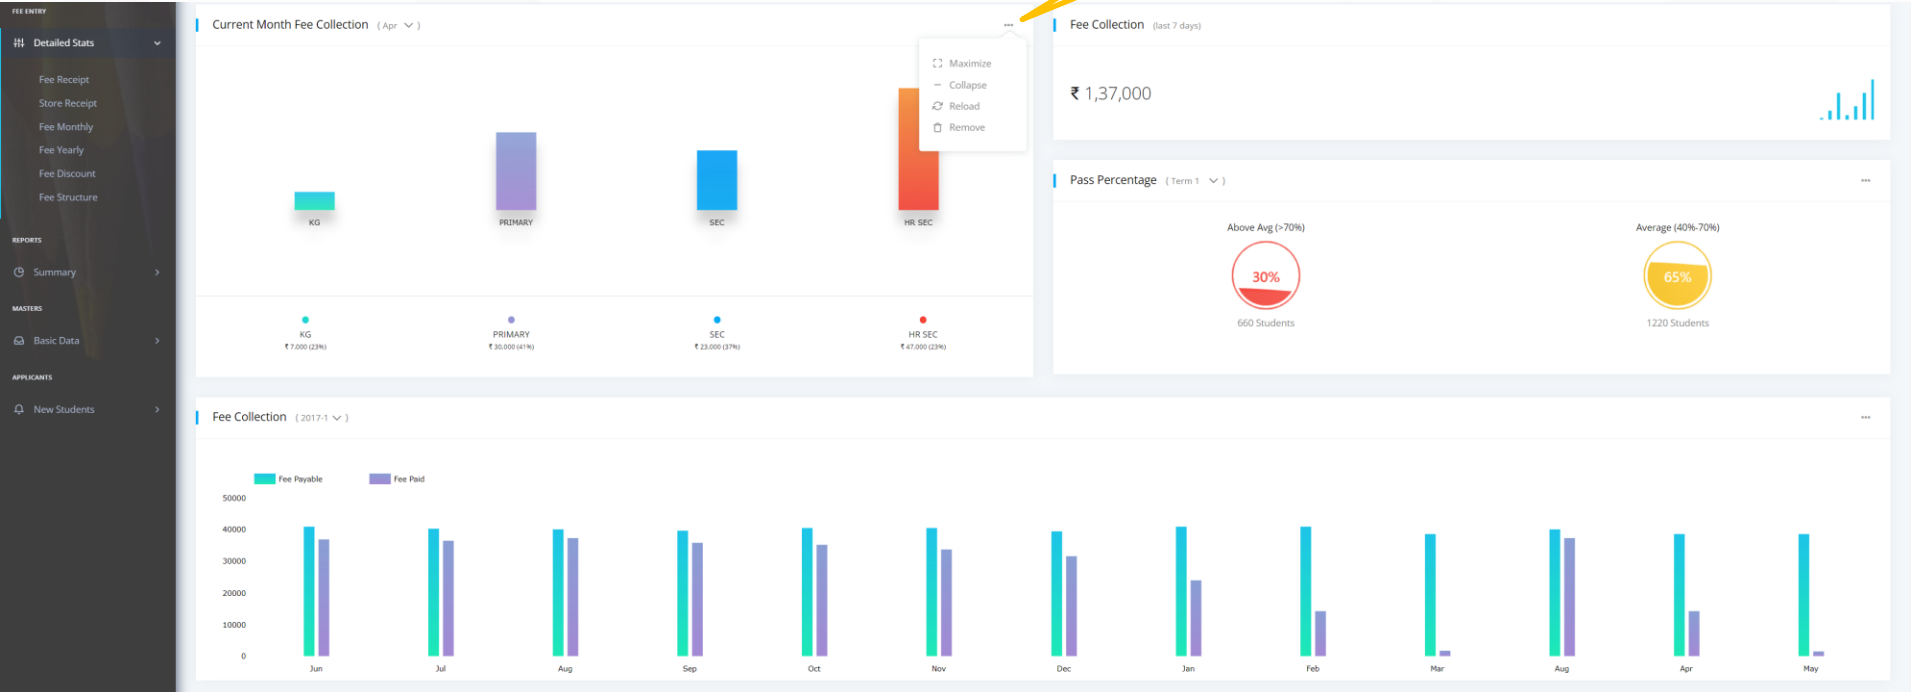 FEE ENTRY
Detailed Stats
Fee Receipt
Store Receipt
Fee Monthly
Fee Yearly
Fee Discount
Fee Structure
REPORTS
Summary
MASTERS
Basic Data
APPLICANTS
New Students
Current Month Fee Collection ( Apr )
Maximize
Collapse
Reload
Remove
KG PRIMARY SEC HR SEC
KG PRIMARY SEC HR SEC
₹ 7.000 (23%) ₹ 30.000 (41%) ₹ 23.000 (37%) ₹ 47.000 (23%)
Fee Collection (last 7 days)
₹ 1,37,000
Pass Percentage ( Term 1 )
Above Avg (>70%) Average (40%-70%)
30% 65%
660 Students 1220 Students
Fee Collection ( 2017-1 )
Fee Payable Fee Paid
50000
40000
30000
20000
10000
0
Jun Jul Aug Sep Oct Nov Dec Jan Feb Mar Aug Apr May